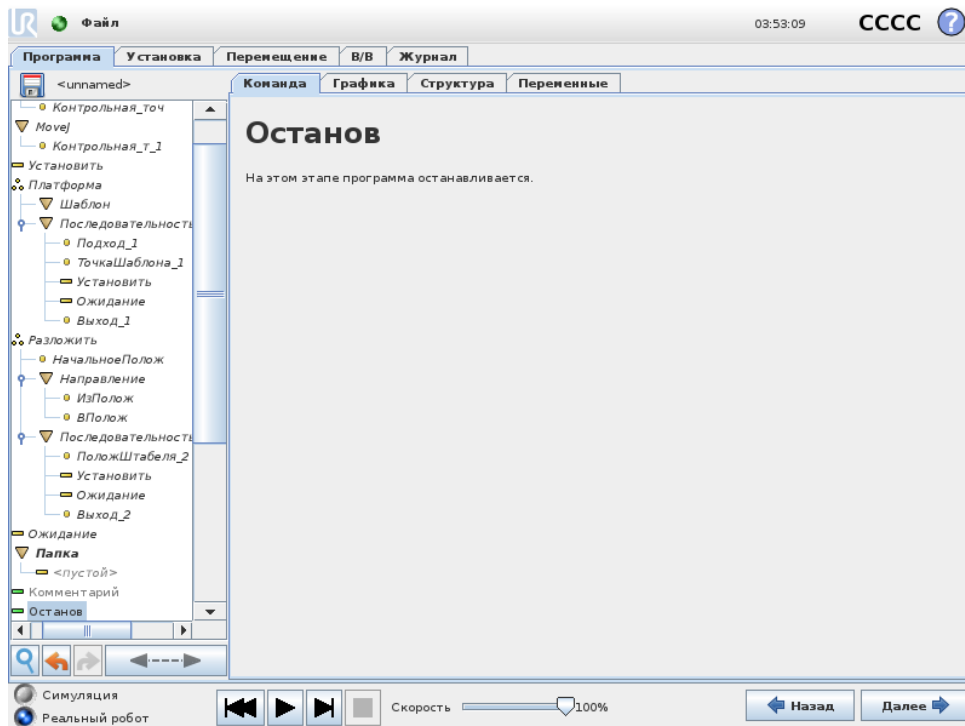 UR Файл 03:53:09 CCCC ?
Программа Установка Перемещение В/В Журнал
<unnamed> Команда Графика Структура Переменные
Контрольная_точ
MoveJ
Контрольная_т_1
Установить
Платформа
Шаблон
Последовательность
Подход_1
ТочкаШаблона_1
Установить
Ожидание
Выход_1
Разложить
НачальноеПолож
Направление
ИзПолож
ВПолож
Последовательность
ПоложШтабеля_2
Установить
Ожидание
Выход_2
Ожидание
Папка
<пустой>
Комментарий
Останов
Останов
На этом этапе программа останавливается.
Симуляция
Реальный робот
Скорость 100%
Назад Далее